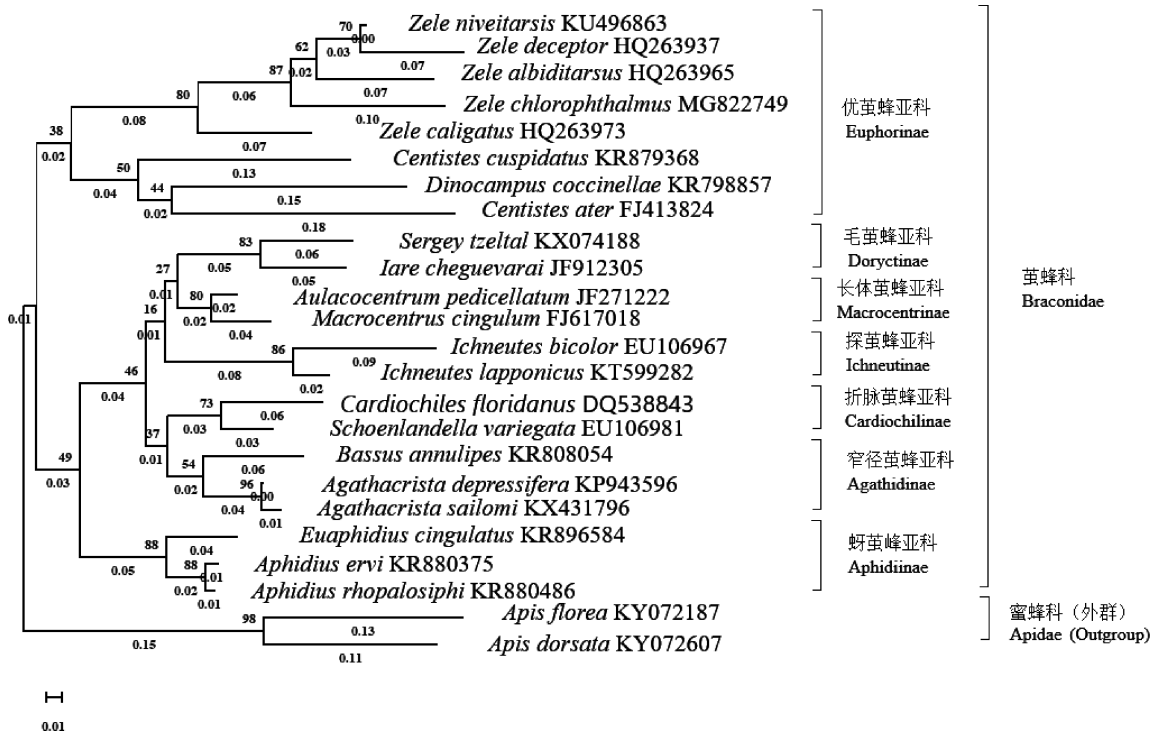 Zele niveitarsis KU496863
70
0.00
Zele deceptor HQ263937
62
0.03
0.07
87
0.02
Zele albiditarsus HQ263965
0.07
80
0.06
Zele chlorophthalmus MG822749
0.10
38
0.08
Zele caligatus HQ263973
0.07
0.02
50
Centistes cuspidatus KR879368
0.13
44
0.04
Dinocampus coccinellae KR798857
0.15
0.02
Centistes ater FJ413824
0.18
优茧蜂亚科
Euphorinae
83
Sergey tzeltal KX074188
0.06
27
0.05
Iare cheguevarai JF912305
0.05
毛茧蜂亚科
Doryctinae
0.01
80
Aulacocentrum pedicellatum JF271222
0.02
16
0.02
Macrocentrus cingulum FJ617018
0.04
长体茧蜂亚科
Macrocentrinae
0.01
0.01
86
Ichneutes bicolor EU106967
0.09
46
0.08
Ichneutes lapponicus KT599282
0.02
探茧蜂亚科
Ichneutinae
0.04
73
Cardiochiles floridanus DQ538843
0.06
37
0.03
Schoenlandella variegata EU106981
0.03
折脉茧蜂亚科
Cardiochilinae
49
0.01
54
Bassus annulipes KR808054
0.06
0.03
0.02
96
Agathacrista depressifera KP943596
0.00
0.04
Agathacrista sailomi KX431796
0.01
窄径茧蜂亚科
Agathidinae
88
Euaphidius cingulatus KR896584
0.04
0.05
88
Aphidius ervi KR880375
0.01
0.02
Aphidius rhopalosiphi KR880486
0.01
蚜茧峰亚科
Aphidiinae
茧蜂科
Braconidae
98
Apis florea KY072187
0.13
0.15
Apis dorsata KY072607
0.11
蜜蜂科（外群）
Apidae (Outgroup)
0.01